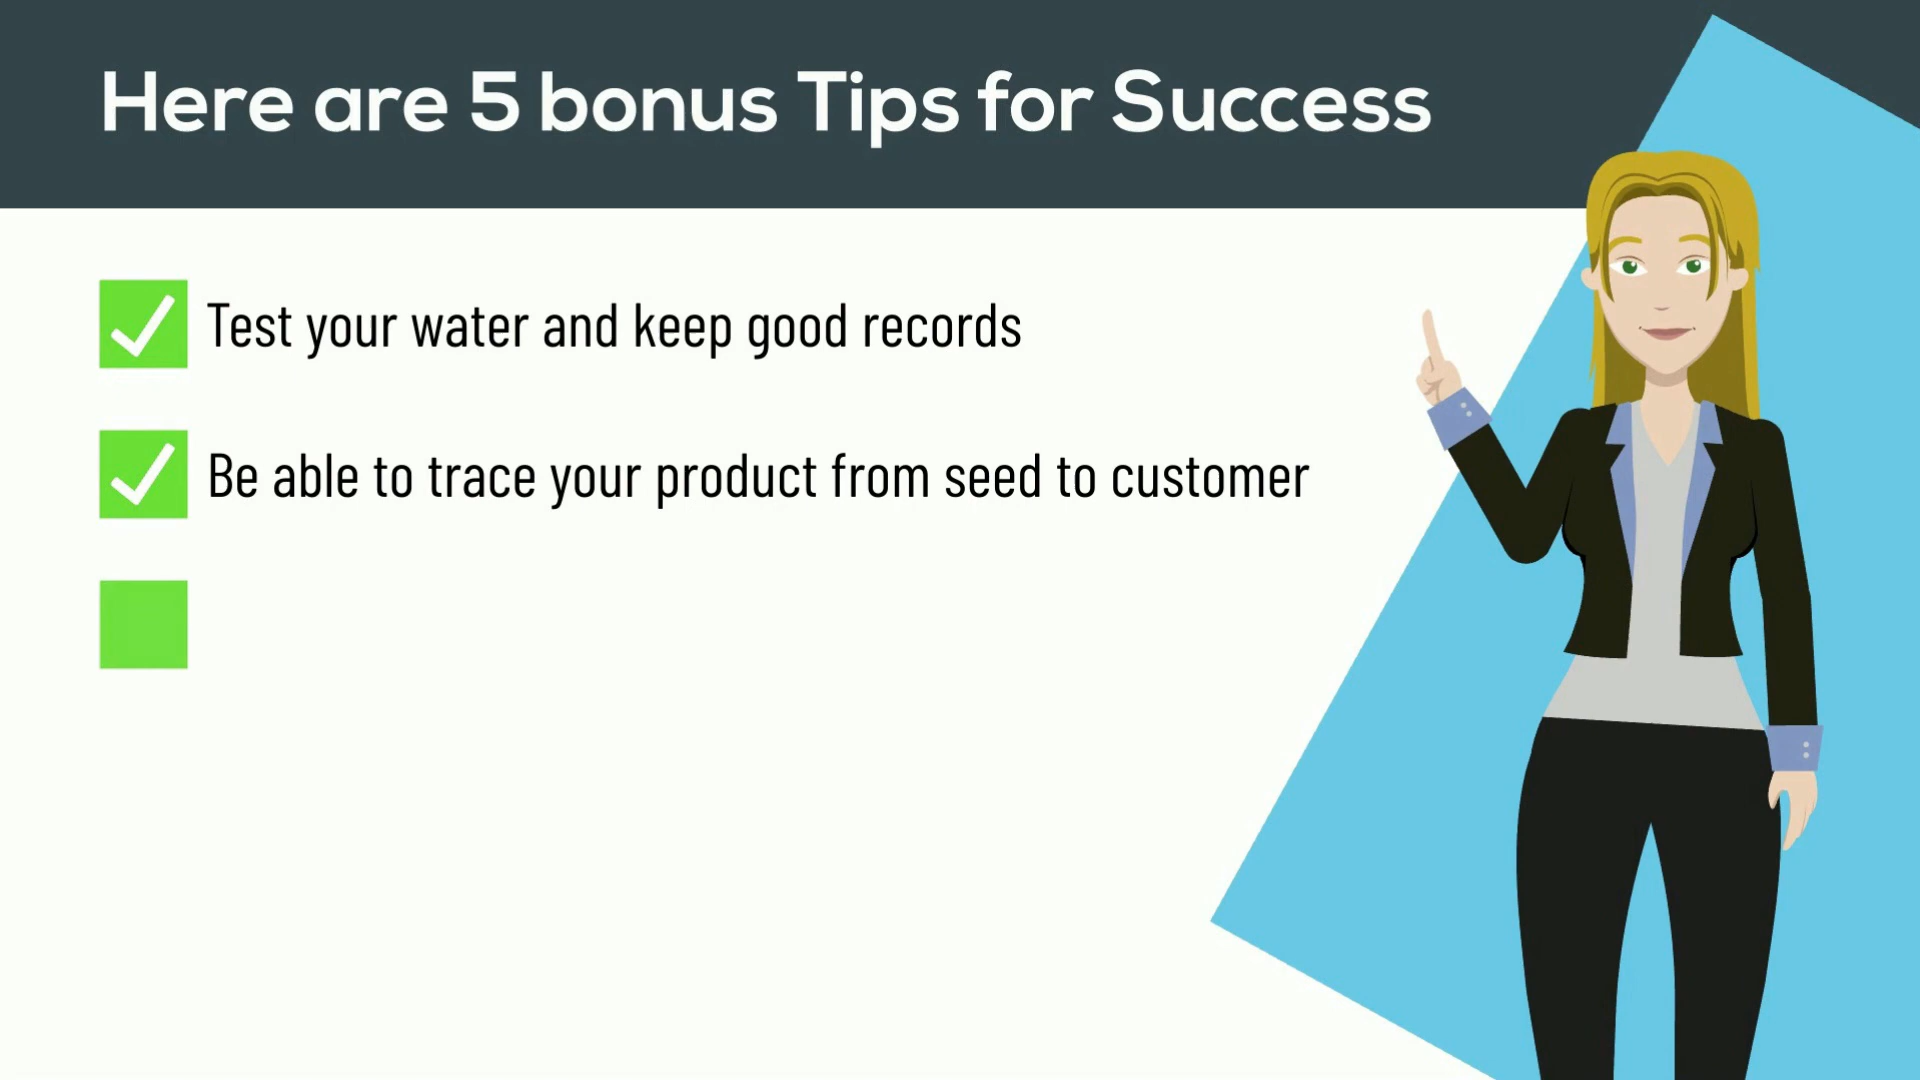 Here are 5 bonus Tips for Success
Test your water and keep good records
Be able to trace your product from seed to customer